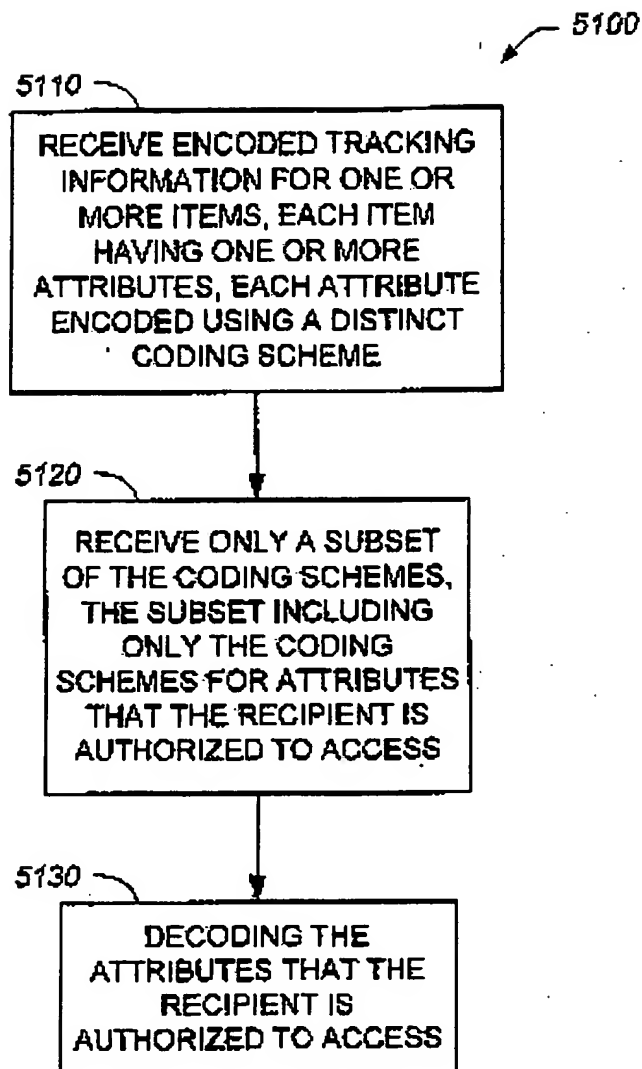 5100
5110
RECEIVE ENCODED TRACKING
INFORMATION FOR ONE OR
MORE ITEMS, EACH ITEM
HAVING ONE OR MORE
ATTRIBUTES, EACH ATTRIBUTE
ENCODED USING A DISTINCT
CODING SCHEME
5120
RECEIVE ONLY A SUBSET
OF THE CODING SCHEMES,
THE SUBSET INCLUDING
ONLY THE CODING
SCHEMES FOR ATTRIBUTES
THAT THE RECIPIENT IS
AUTHORIZED TO ACCESS
5130
DECODING THE
ATTRIBUTES THAT THE
RECIPIENT IS
AUTHORIZED TO ACCESS